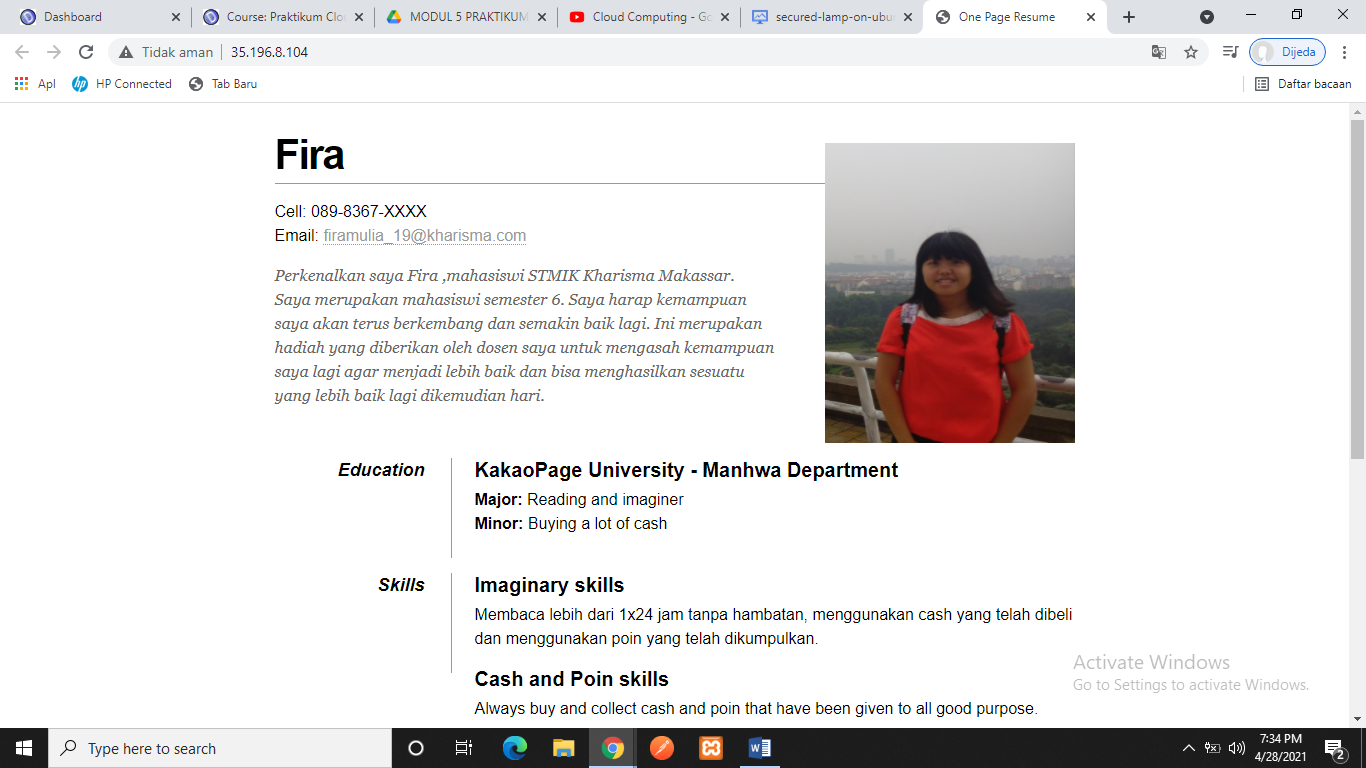 Dashboard
Course: Praktikum Clo
MODUL 5 PRAKTIKUM
Cloud Computing - Go
secured-lamp-on-ubu
One Page Resume
Tidak aman
35.196.8.104
Dijeda
Apl
HP Connected
Tab Baru
Daftar bacaan
Fira
Cell: 089-8367-XXXX
Email: firamulia_19@kharisma.com
Perkenalkan saya Fira ,mahasiswi STMIK Kharisma Makassar.
Saya merupakan mahasiswi semester 6. Saya harap kemampuan
saya akan terus berkembang dan semakin baik lagi. Ini merupakan
hadiah yang diberikan oleh dosen saya untuk mengasah kemampuan
saya lagi agar menjadi lebih baik dan bisa menghasilkan sesuatu
yang lebih baik lagi dikemudian hari.
Education
KakaoPage University - Manhwa Department
Major: Reading and imaginer
Minor: Buying a lot of cash
Skills
Imaginary skills
Membaca lebih dari 1x24 jam tanpa hambatan, menggunakan cash yang telah dibeli
dan menggunakan poin yang telah dikumpulkan.
Cash and Poin skills
Always buy and collect cash and poin that have been given to all good purpose.
Activate Windows
Go to Settings to activate Windows.
Type here to search
7:34 PM
4/28/2021
2